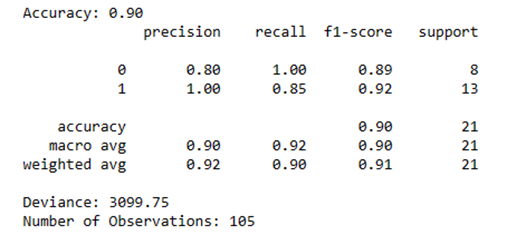 Accuracy: 0.90
precision recall f1-score support
0 0.80 1.00 0.89 8
1 1.00 0.85 0.92 13
accuracy 0.90 21
macro avg 0.90 0.92 0.90 21
weighted avg 0.92 0.90 0.91 21
Deviance: 3099.75
Number of Observations: 105